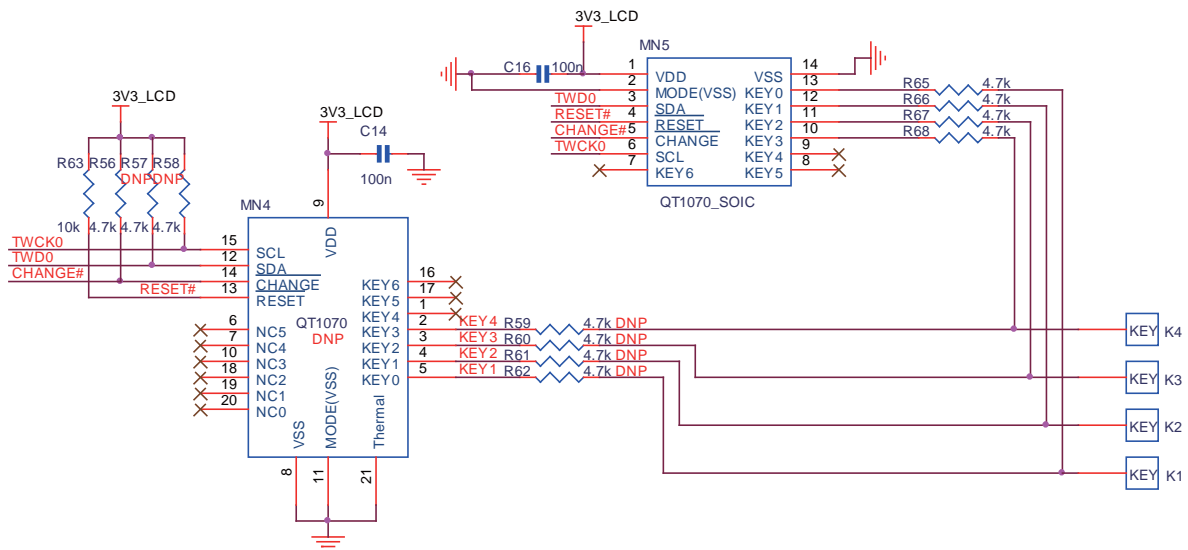 3V3_LCD
MN5
C16 100n
1 VDD VSS 14
2 MODE(VSS) KEY0 13 R65 4.7k
TWD0 3 SDA KEY1 12 R66 4.7k
RESET# 4 RESET KEY2 11 R67 4.7k
CHANGE# 5 CHANGE KEY3 10 R68 4.7k
TWCK0 6 SCL KEY4 9
7 KEY6 KEY5 8
QT1070_SOIC
3V3_LCD
3V3_LCD
C14
100n
R63 R56 R57 R58
DNP DNP
10k 4.7k 4.7k 4.7k
MN4
9
VDD
TWCK0 15 SCL
TWD0 12 SDA
CHANGE# 14 CHANGE KEY6 16
RESET# 13 RESET KEY5 17
KEY4 1
6 NC5 QT1070 KEY3 2 KEY4 R59 4.7k DNP KEY K4
7 NC4 DNP KEY2 3 KEY3 R60 4.7k DNP
10 NC3 KEY1 4 KEY2 R61 4.7k DNP
18 NC2 KEY0 5 KEY1 R62 4.7k DNP KEY K3
19 NC1
20 NC0
KEY K2
VSS MODE(VSS) Thermal
8 11 21
KEY K1